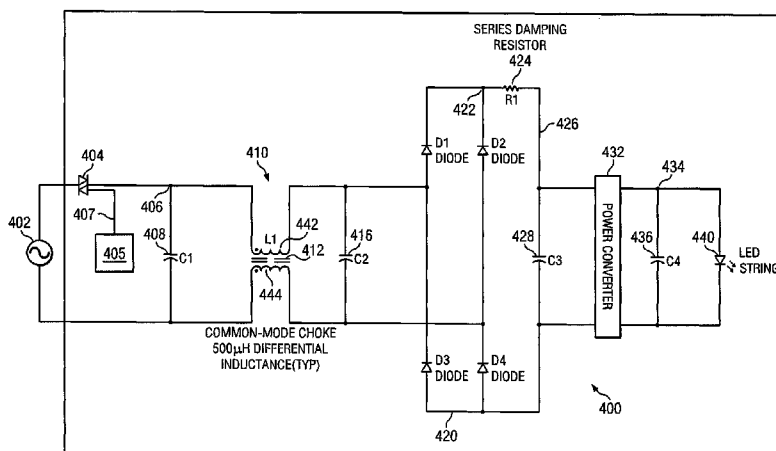 SERIES DAMPING
RESISTOR
424
422
R1
426
404
410
D1
DIODE
D2
DIODE
432
434
402
407
406
408
C1
405
L1
442
412
444
416
C2
428
C3
POWER CONVERTER
436
C4
440
LED
STRING
COMMON-MODE CHOKE
500μH DIFFERENTIAL
INDUCTANCE(TYP)
D3
DIODE
D4
DIODE
420
400